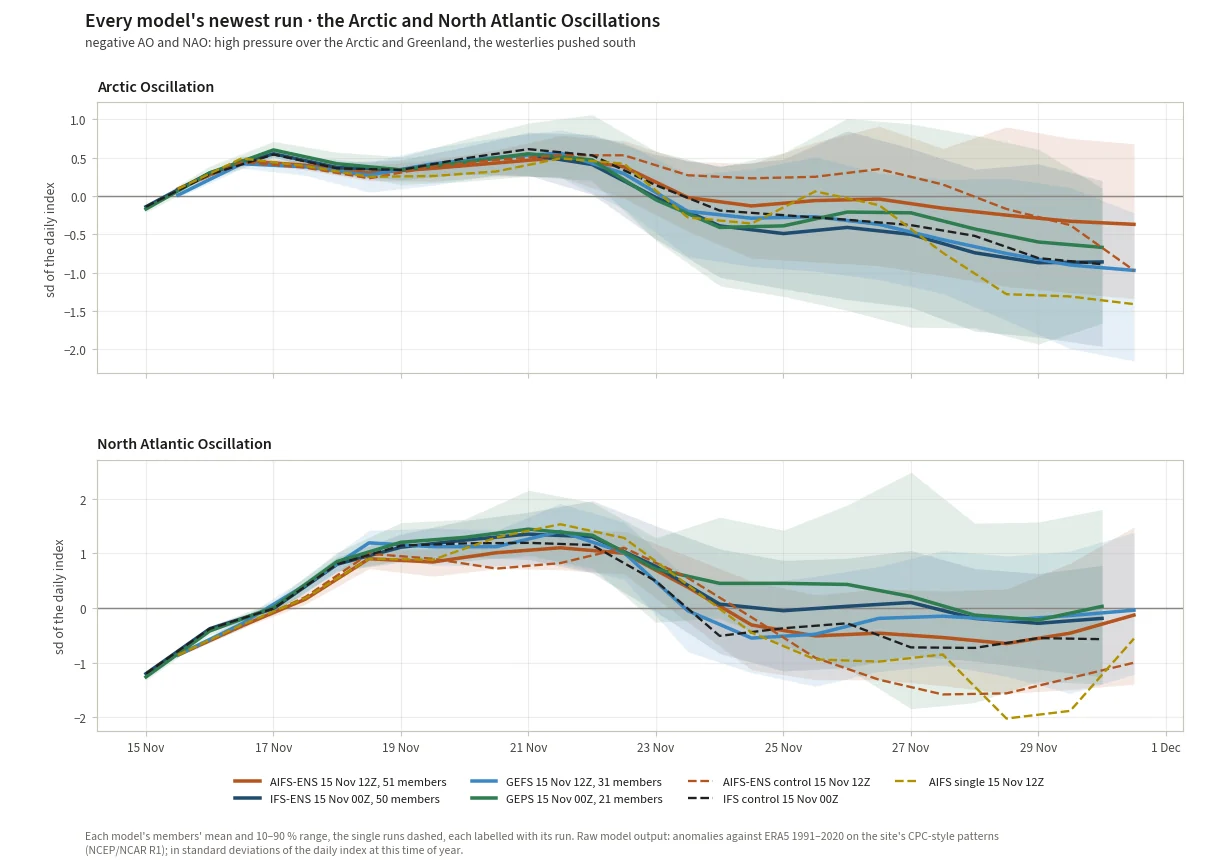 Every model's newest run · the Arctic and North Atlantic Oscillations
negative AO and NAO: high pressure over the Arctic and Greenland, the westerlies pushed south
Arctic Oscillation
sd of the daily index
1.0
0.5
0.0
−0.5
−1.0
−1.5
−2.0
North Atlantic Oscillation
sd of the daily index
2
1
0
−1
−2
15 Nov 17 Nov 19 Nov 21 Nov 23 Nov 25 Nov 27 Nov 29 Nov 1 Dec
AIFS-ENS 15 Nov 12Z, 51 members GEFS 15 Nov 12Z, 31 members AIFS-ENS control 15 Nov 12Z AIFS single 15 Nov 12Z
IFS-ENS 15 Nov 00Z, 50 members GEPS 15 Nov 00Z, 21 members IFS control 15 Nov 00Z
Each model's members' mean and 10–90 % range, the single runs dashed, each labelled with its run. Raw model output: anomalies against ERA5 1991–2020 on the site's CPC-style patterns
(NCEP/NCAR R1); in standard deviations of the daily index at this time of year.